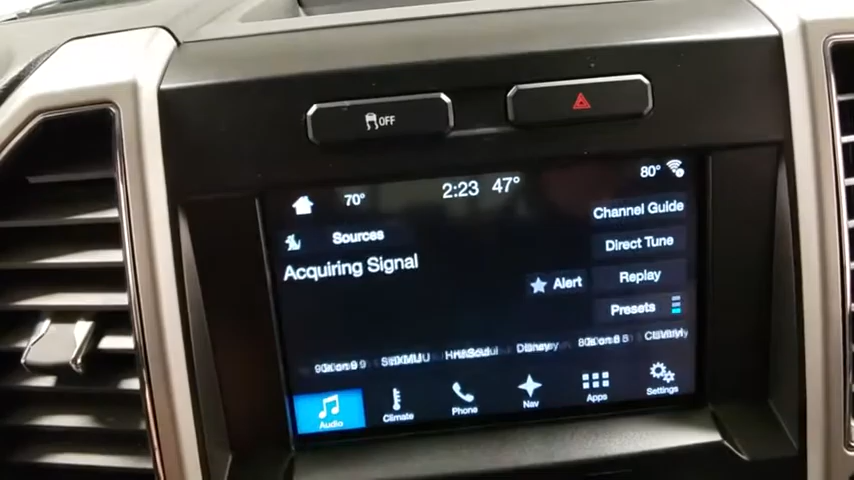 OFF
70° 2:23 47° 80°
Sources
Channel Guide
Acquiring Signal
Direct Tune
Alert
Replay
Presets
Audio Climate Phone Nav Apps Settings